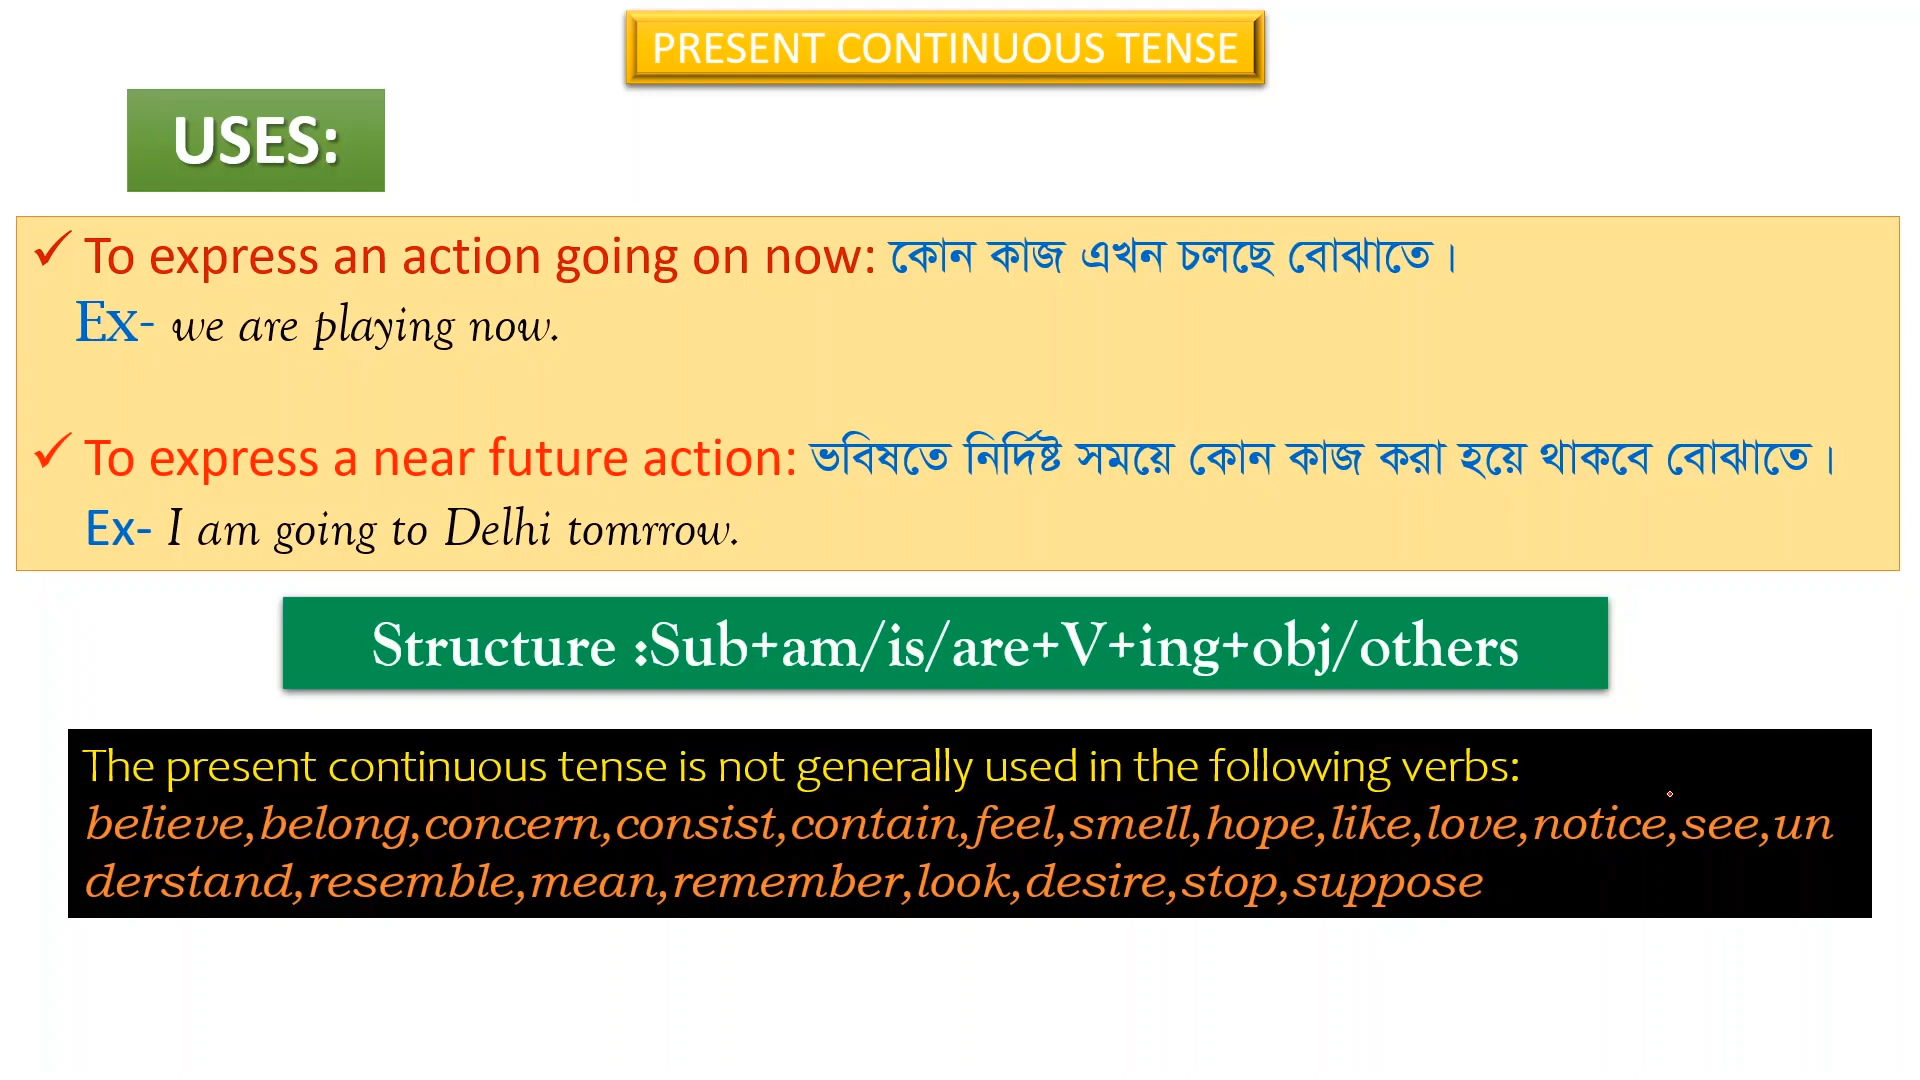 PRESENT CONTINUOUS TENSE
USES:
✓ To express an action going on now: কোন কাজ এখন চলছে বোঝাতে।
Ex- we are playing now.
✓ To express a near future action: ভবিষতে নির্দিষ্ট সময়ে কোন কাজ করা হয়ে থাকবে বোঝাতে।
Ex- I am going to Delhi tomrrow.
Structure :Sub+am/is/are+V+ing+obj/others
The present continuous tense is not generally used in the following verbs:
believe,belong,concern,consist,contain,feel,smell,hope,like,love,notice,see,un
derstand,resemble,mean,remember,look,desire,stop,suppose